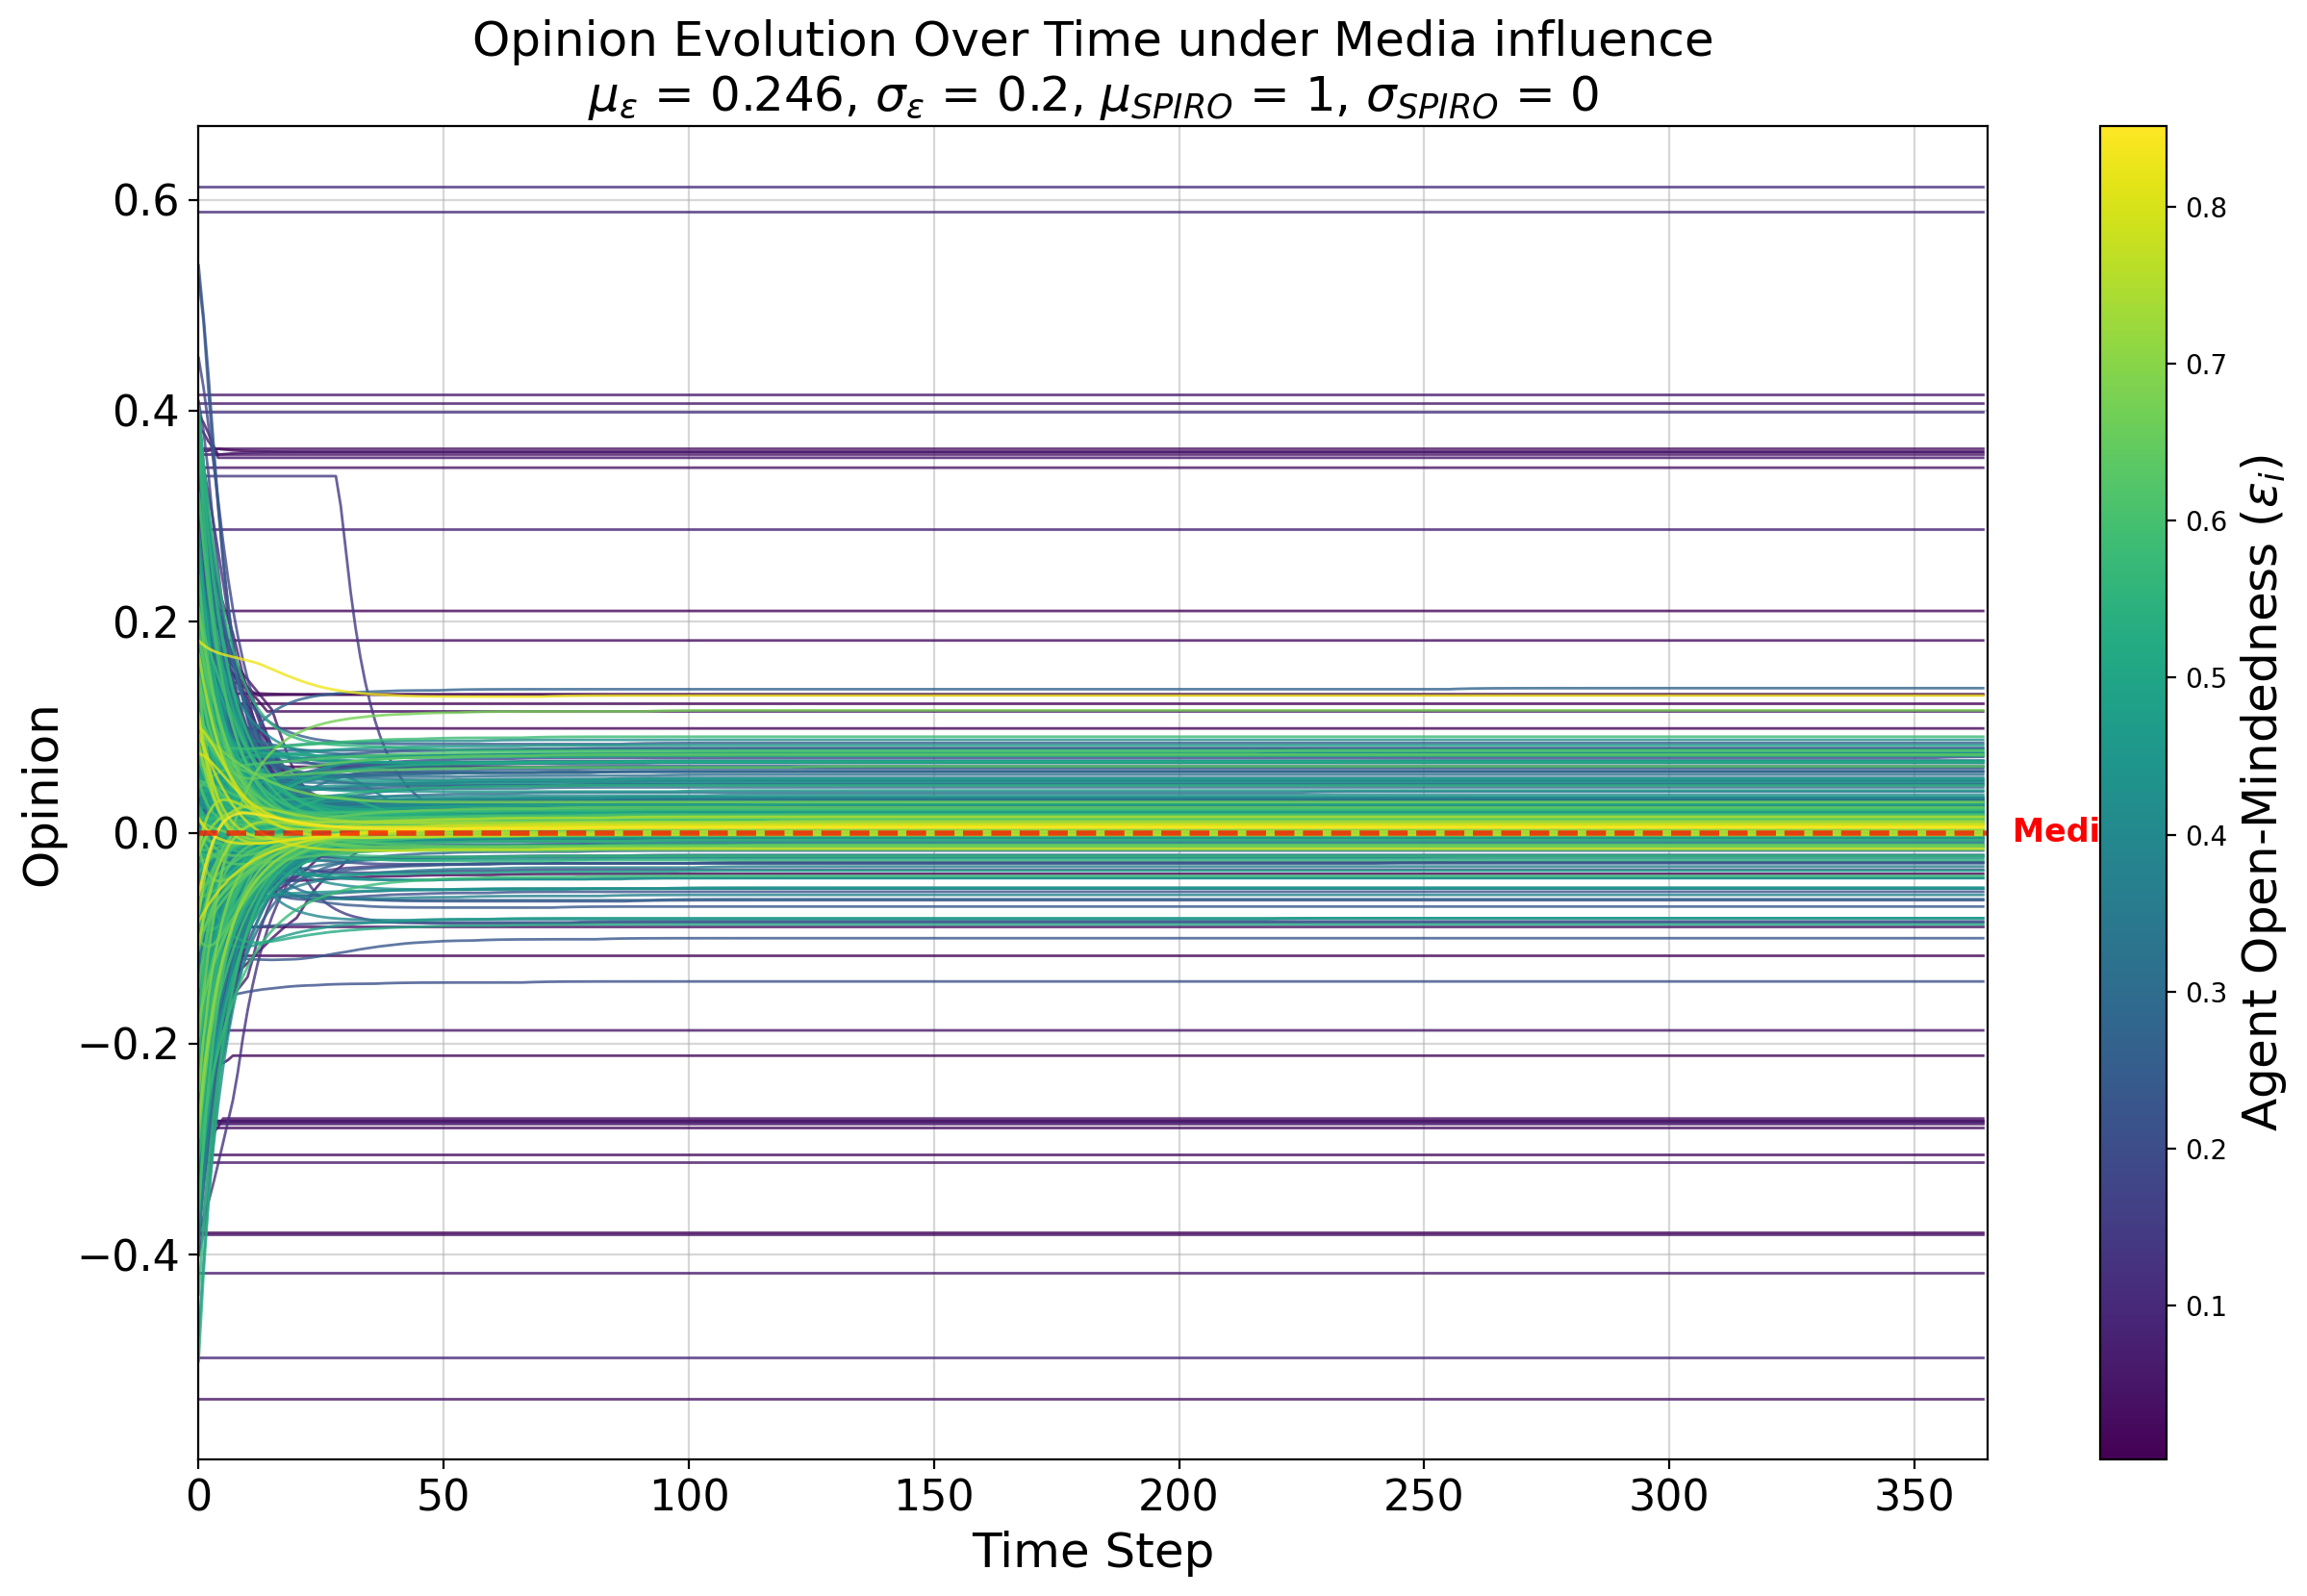 Opinion Evolution Over Time under Media influence
μ_ε = 0.246, σ_ε = 0.2, μ_SPIRO = 1, σ_SPIRO = 0
Opinion
0.6
0.4
0.2
0.0
−0.2
−0.4
0 50 100 150 200 250 300 350
Time Step
Medi
0.8
0.7
0.6
0.5
0.4
0.3
0.2
0.1
Agent Open-Mindedness (ε_i)